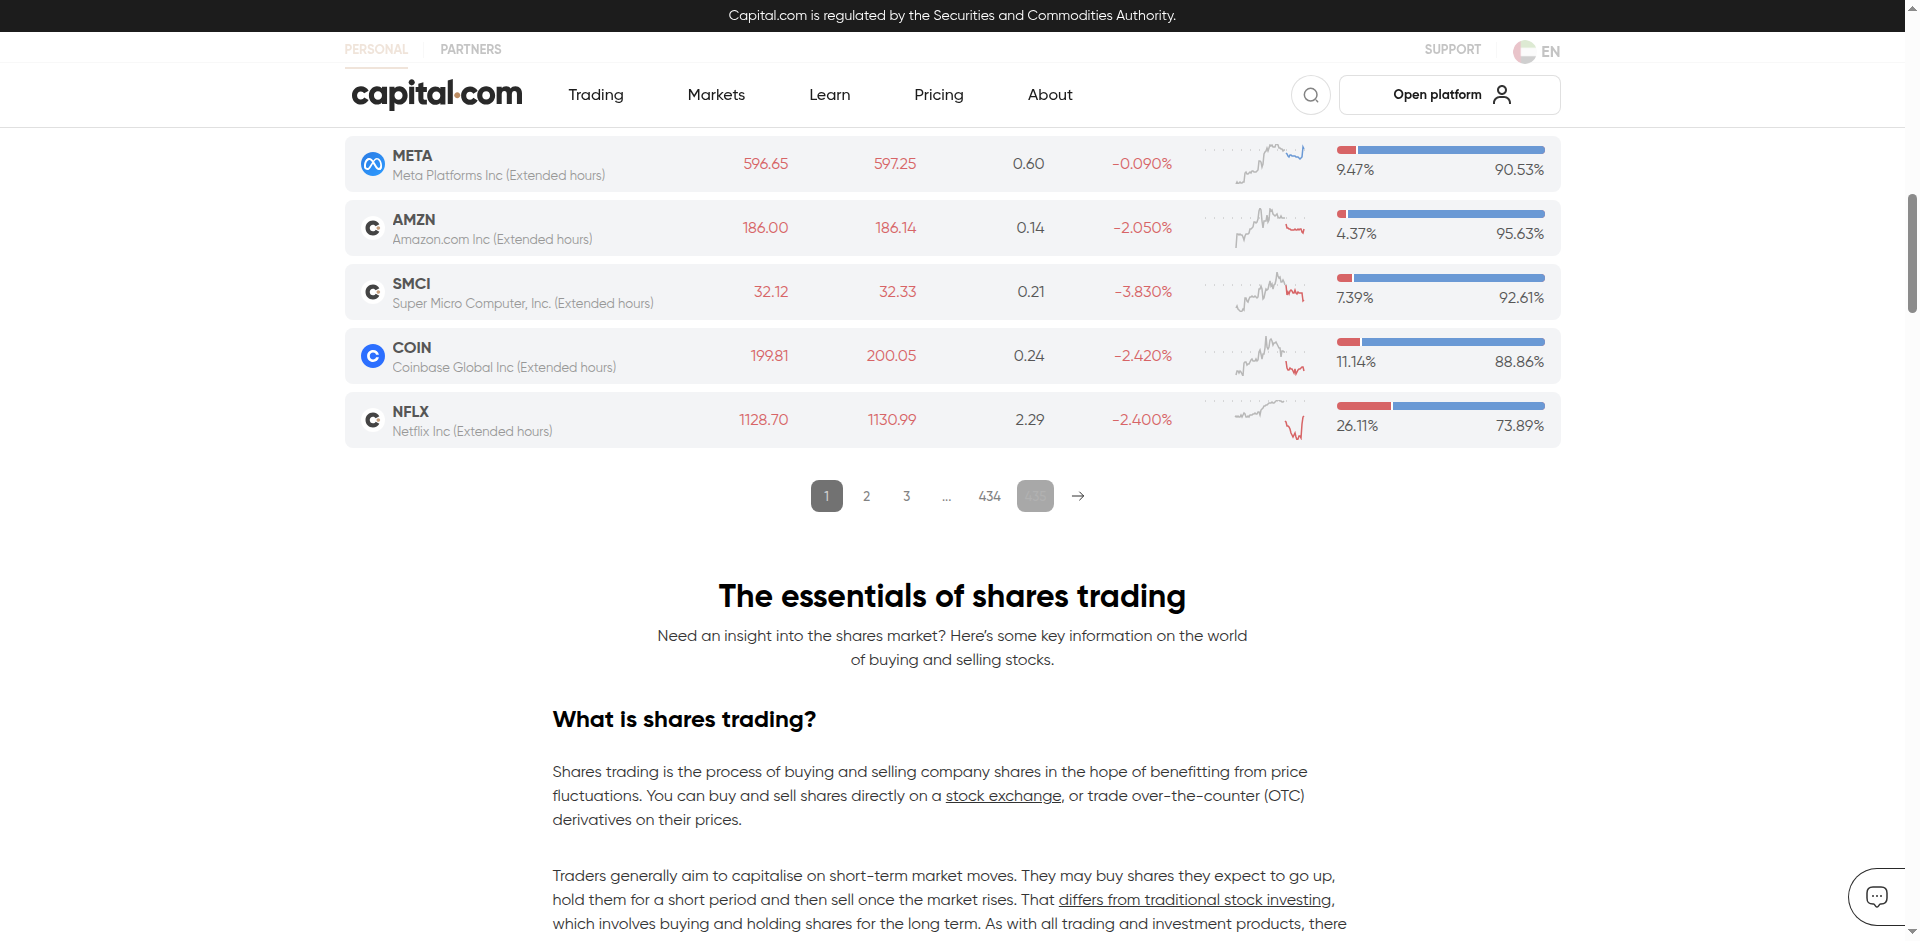 Capital.com is regulated by the Securities and Commodities Authority.
PERSONAL PARTNERS SUPPORT EN
capital.com Trading Markets Learn Pricing About Open platform
META 596.65 597.25 0.60 -0.090% 9.47% 90.53%
Meta Platforms Inc (Extended hours)
AMZN 186.00 186.14 0.14 -2.050% 4.37% 95.63%
Amazon.com Inc (Extended hours)
SMCI 32.12 32.33 0.21 -3.830% 7.39% 92.61%
Super Micro Computer, Inc. (Extended hours)
COIN 199.81 200.05 0.24 -2.420% 11.14% 88.86%
Coinbase Global Inc (Extended hours)
NFLX 1128.70 1130.99 2.29 -2.400% 26.11% 73.89%
Netflix Inc (Extended hours)
1 2 3 ... 434 435
The essentials of shares trading
Need an insight into the shares market? Here’s some key information on the world
of buying and selling stocks.
What is shares trading?
Shares trading is the process of buying and selling company shares in the hope of benefitting from price
fluctuations. You can buy and sell shares directly on a stock exchange, or trade over-the-counter (OTC)
derivatives on their prices.
Traders generally aim to capitalise on short-term market moves. They may buy shares they expect to go up,
hold them for a short period and then sell once the market rises. That differs from traditional stock investing,
which involves buying and holding shares for the long term. As with all trading and investment products, there